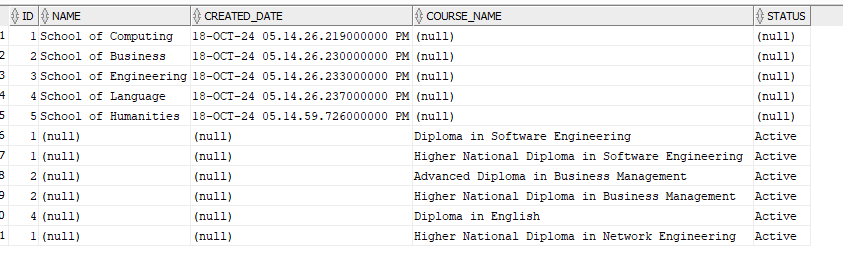 ID NAME CREATED_DATE COURSE_NAME STATUS
1 1 School of Computing 18-OCT-24 05.14.26.219000000 PM (null) (null)
2 2 School of Business 18-OCT-24 05.14.26.230000000 PM (null) (null)
3 3 School of Engineering 18-OCT-24 05.14.26.233000000 PM (null) (null)
4 4 School of Language 18-OCT-24 05.14.26.237000000 PM (null) (null)
5 5 School of Humanities 18-OCT-24 05.14.59.726000000 PM (null) (null)
6 1 (null) (null) Diploma in Software Engineering Active
7 1 (null) (null) Higher National Diploma in Software Engineering Active
8 2 (null) (null) Advanced Diploma in Business Management Active
9 2 (null) (null) Higher National Diploma in Business Management Active
0 4 (null) (null) Diploma in English Active
1 1 (null) (null) Higher National Diploma in Network Engineering Active